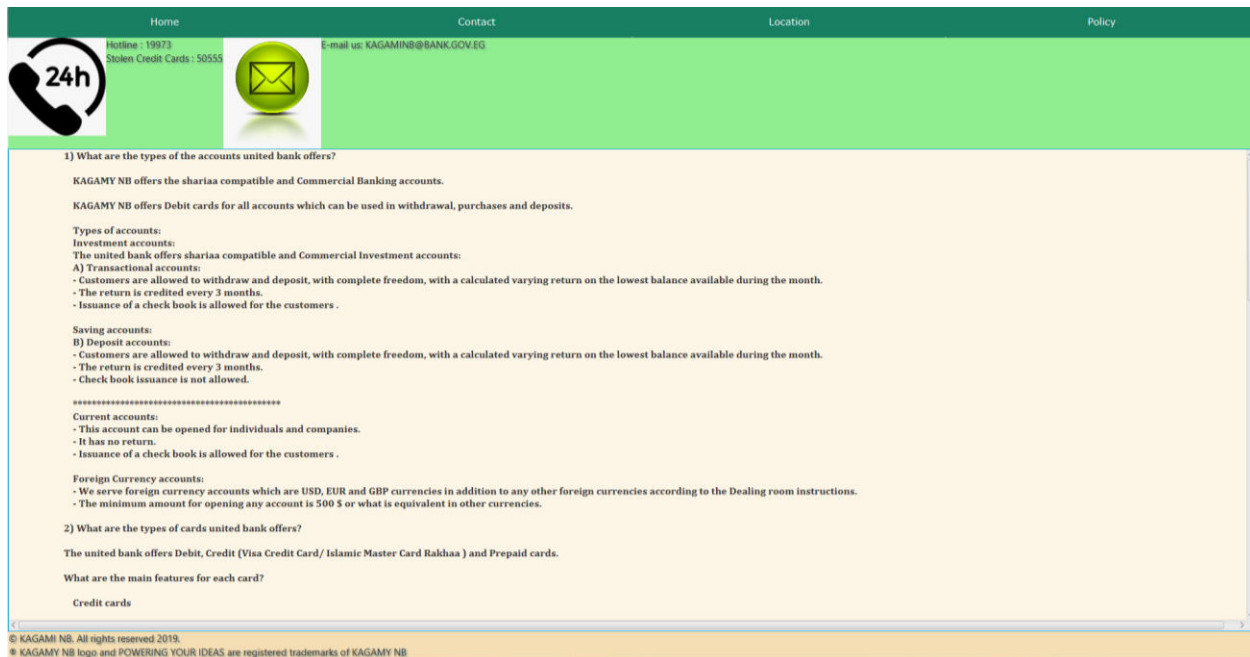 Home Contact Location Policy
24h
Hotline : 19973
Stolen Credit Cards : 50555
E-mail us: KAGAMINB@BANK.GOV.EG
1) What are the types of the accounts united bank offers?
KAGAMY NB offers the shariaa compatible and Commercial Banking accounts.
KAGAMY NB offers Debit cards for all accounts which can be used in withdrawal, purchases and deposits.
Types of accounts:
Investment accounts:
The united bank offers shariaa compatible and Commercial Investment accounts:
A) Transactional accounts:
- Customers are allowed to withdraw and deposit, with complete freedom, with a calculated varying return on the lowest balance available during the month.
- The return is credited every 3 months.
- Issuance of a check book is allowed for the customers .
Saving accounts:
B) Deposit accounts:
- Customers are allowed to withdraw and deposit, with complete freedom, with a calculated varying return on the lowest balance available during the month.
- The return is credited every 3 months.
- Check book issuance is not allowed.
********************************************
Current accounts:
- This account can be opened for individuals and companies.
- It has no return.
- Issuance of a check book is allowed for the customers .
Foreign Currency accounts:
- We serve foreign currency accounts which are USD, EUR and GBP currencies in addition to any other foreign currencies according to the Dealing room instructions.
- The minimum amount for opening any account is 500 $ or what is equivalent in other currencies.
2) What are the types of cards united bank offers?
The united bank offers Debit, Credit (Visa Credit Card/ Islamic Master Card Rakhaa ) and Prepaid cards.
What are the main features for each card?
Credit cards
© KAGAMI NB. All rights reserved 2019.
® KAGAMY NB logo and POWERING YOUR IDEAS are registered trademarks of KAGAMY NB